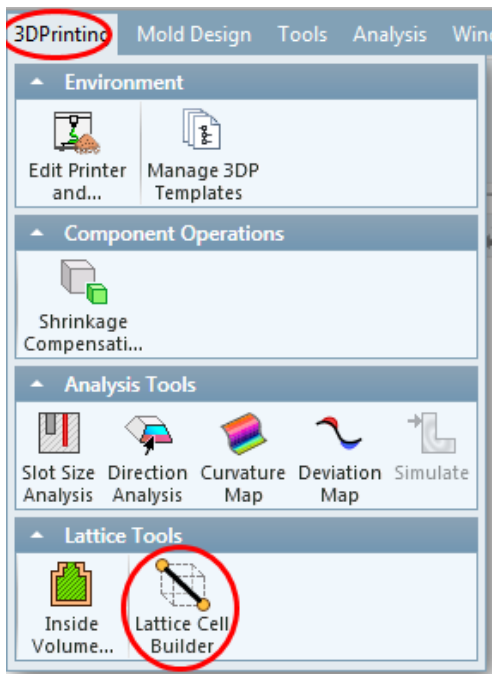 3DPrinting Mold Design Tools Analysis Win
Environment
Edit Printer and... Manage 3DP Templates
Component Operations
Shrinkage Compensati...
Analysis Tools
Slot Size Direction Curvature Deviation Simulate
Analysis Analysis Map Map
Lattice Tools
Inside Lattice Cell
Volume... Builder